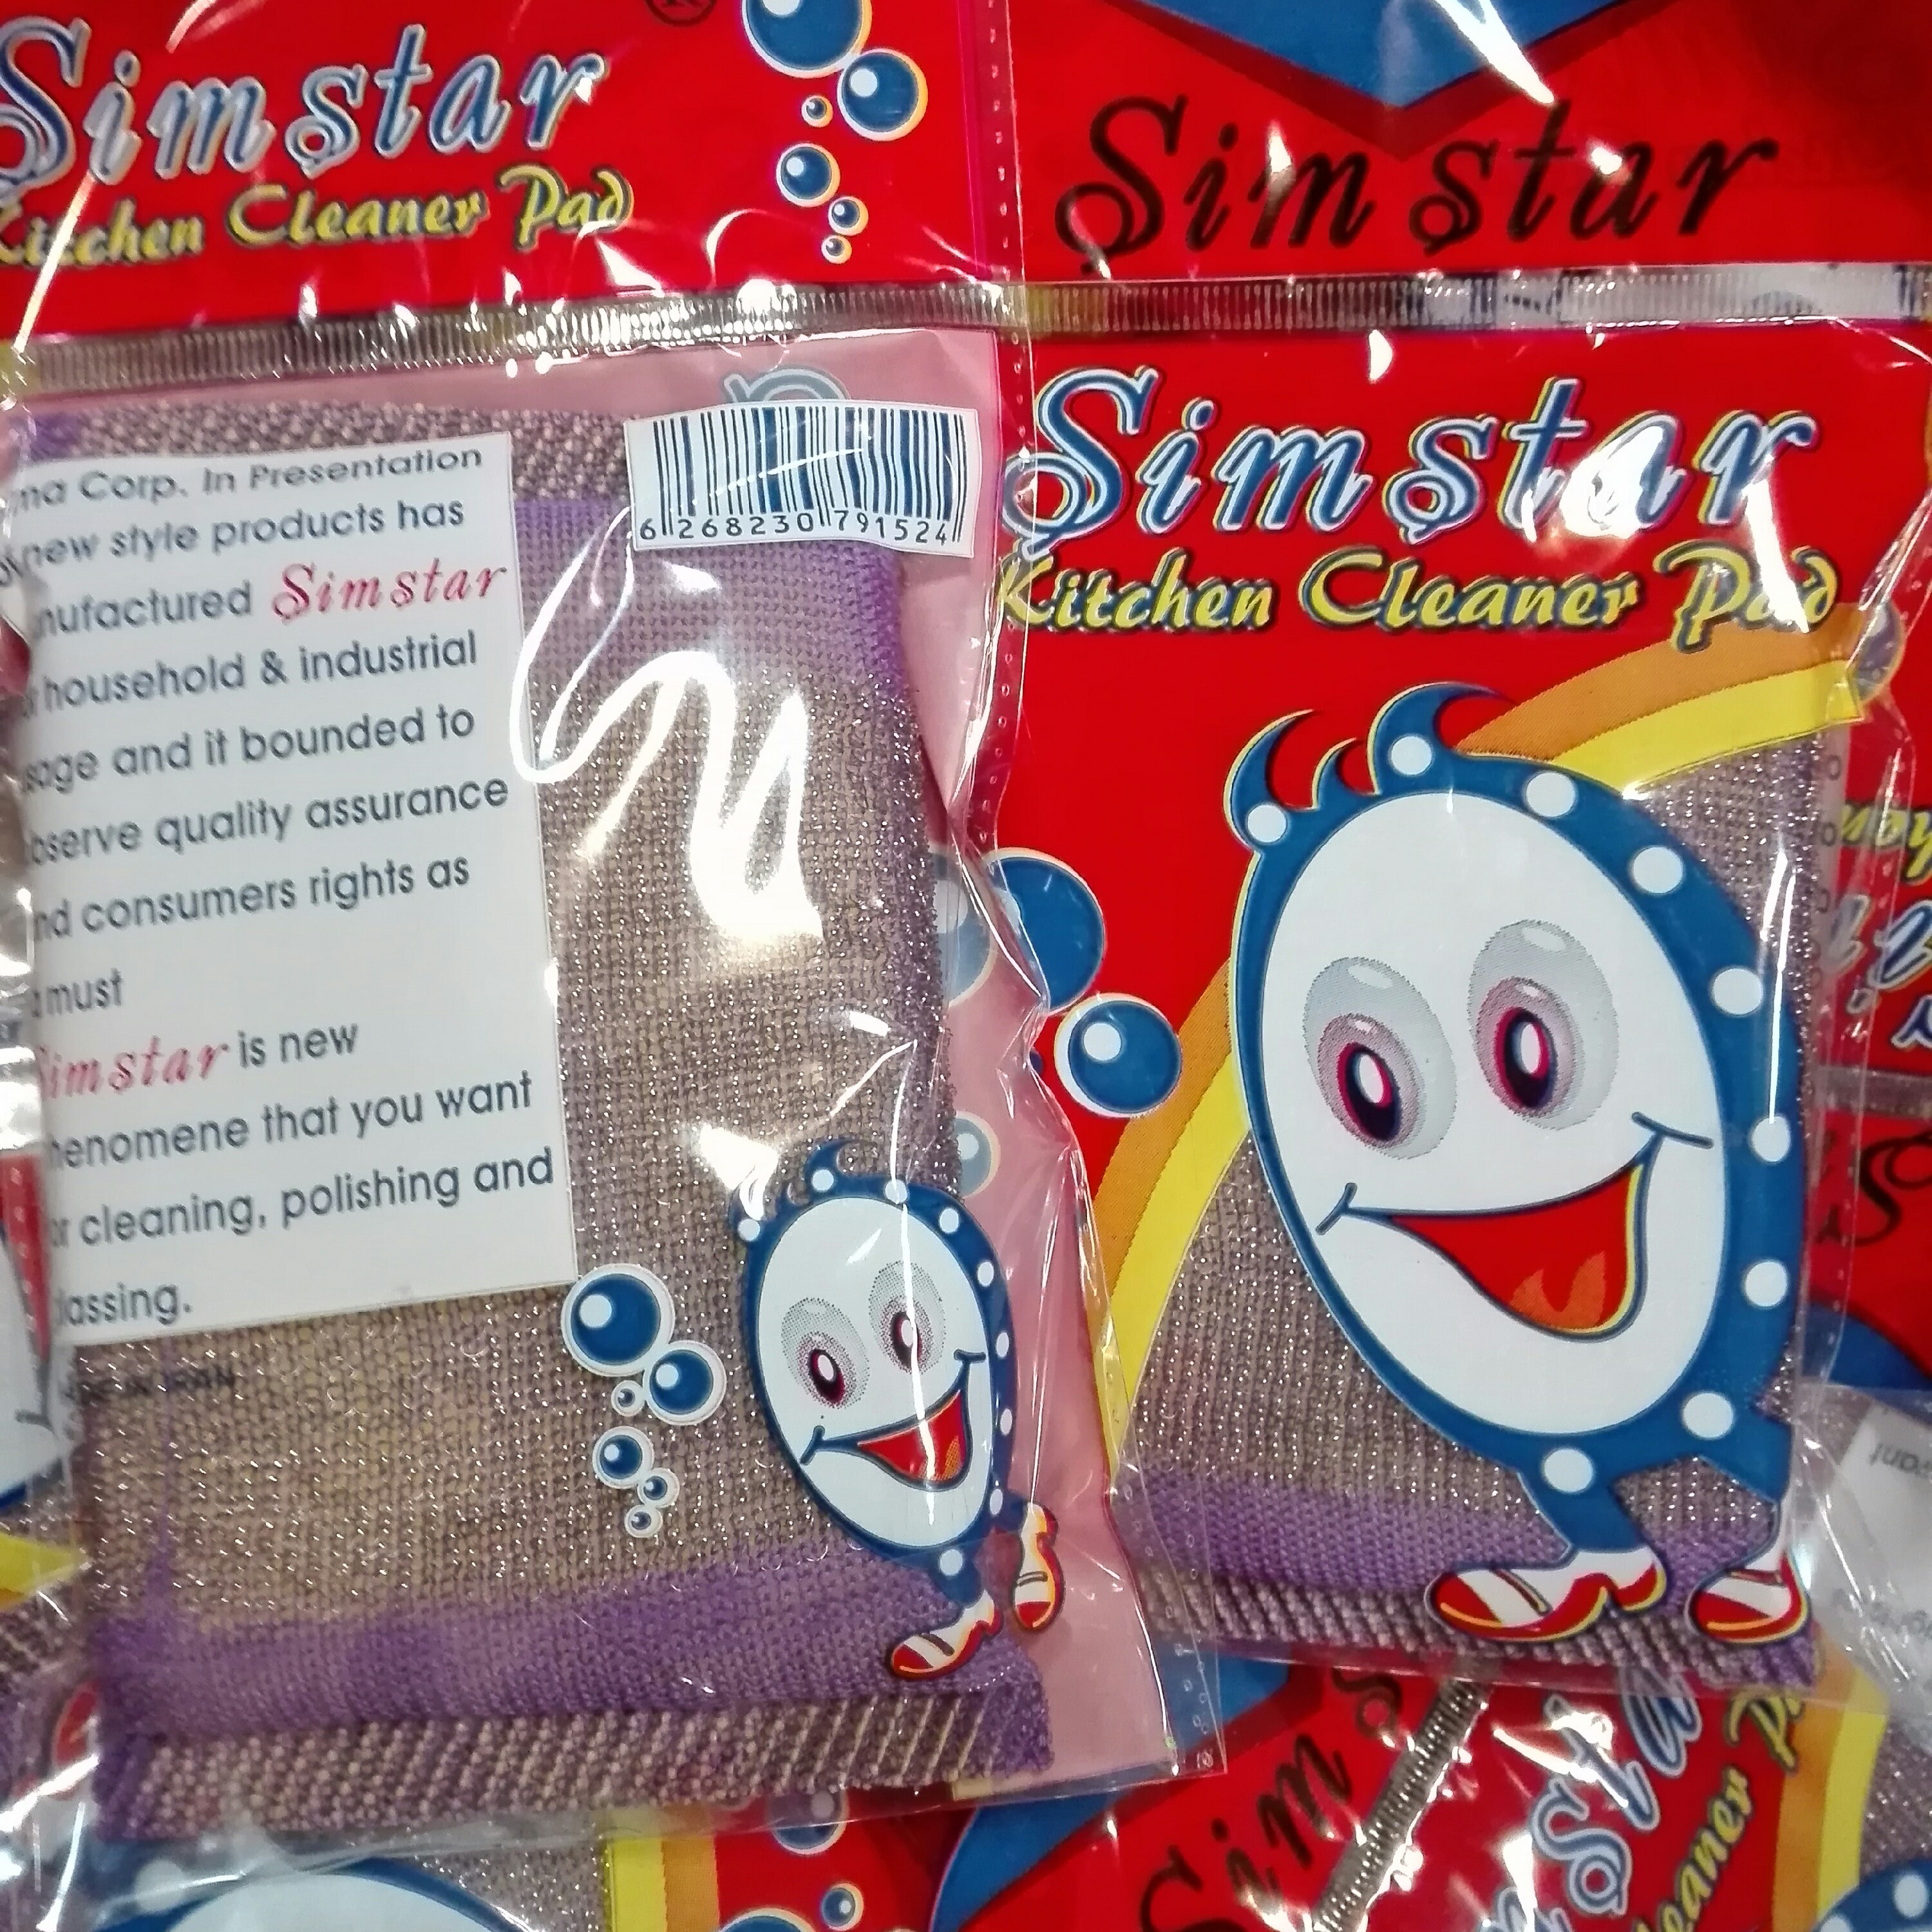 Simstar
Kitchen Cleaner Pad
Simstar
Corp. In Presentation
new style products has
Simstar
household & industrial
and it bounded to
quality assurance
consumers rights as
must
Simstar is new
that you want
cleaning, polishing and
6 268230 791524
Simstar
Kitchen Cleaner Pad
Sim s
Cleaner